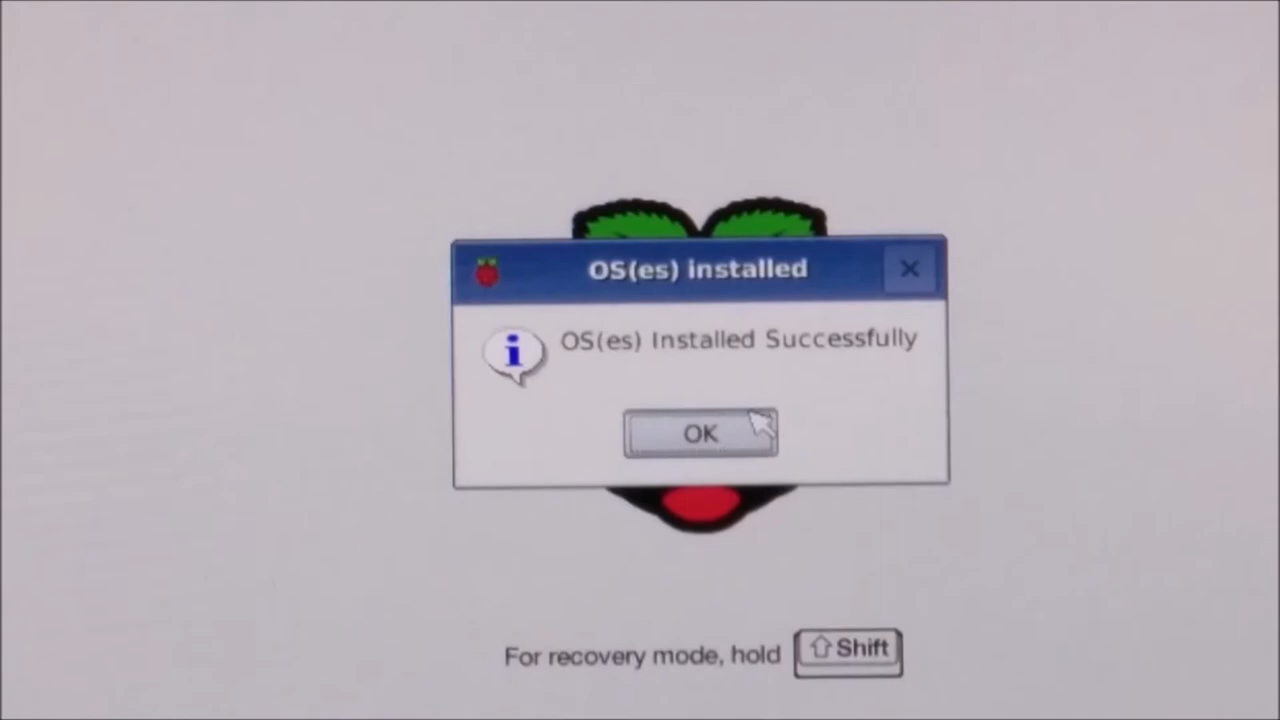 OS(es) installed
OS(es) Installed Successfully
OK
For recovery mode, hold
Shift